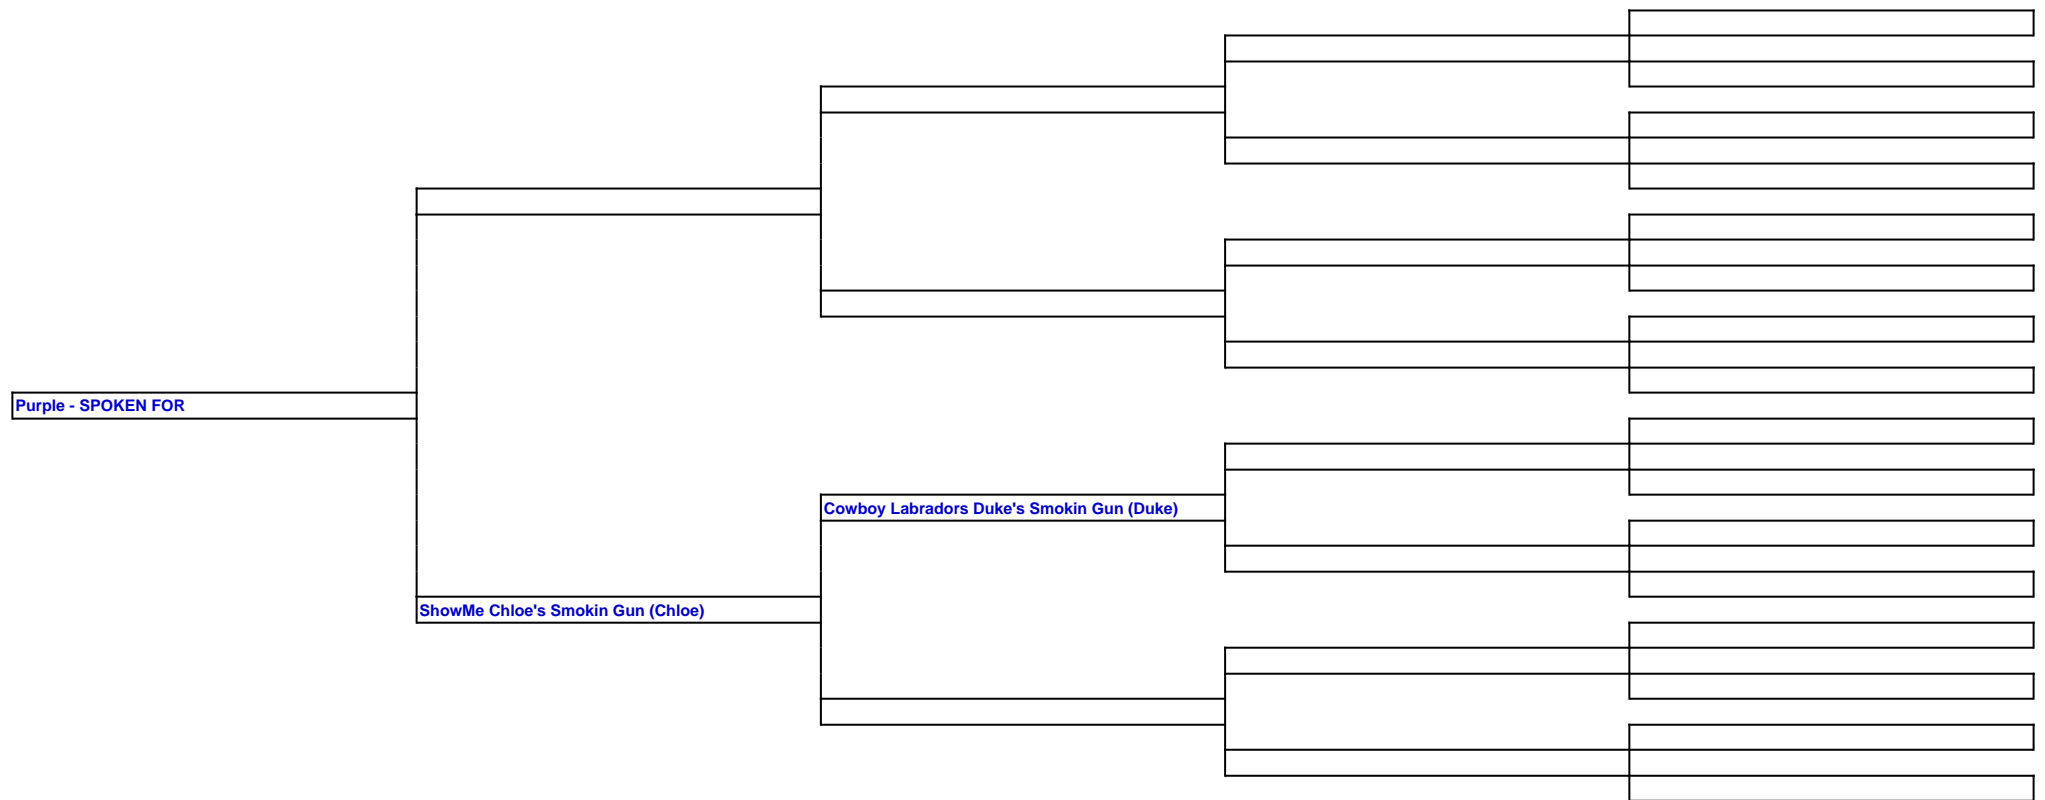 Purple - SPOKEN FOR
Cowboy Labradors Duke's Smokin Gun (Duke)
ShowMe Chloe's Smokin Gun (Chloe)